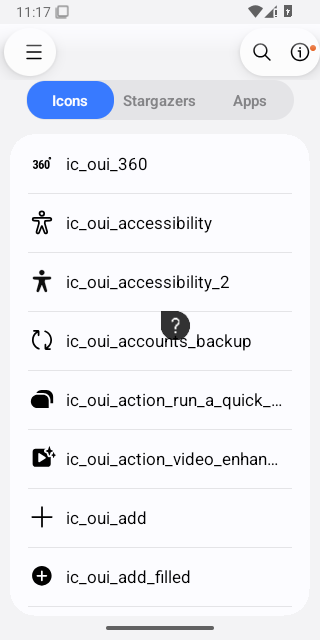 11:17
Icons Stargazers Apps
360 ic_oui_360
ic_oui_accessibility
ic_oui_accessibility_2
?
ic_oui_accounts_backup
ic_oui_action_run_a_quick_...
ic_oui_action_video_enhan...
ic_oui_add
ic_oui_add_filled